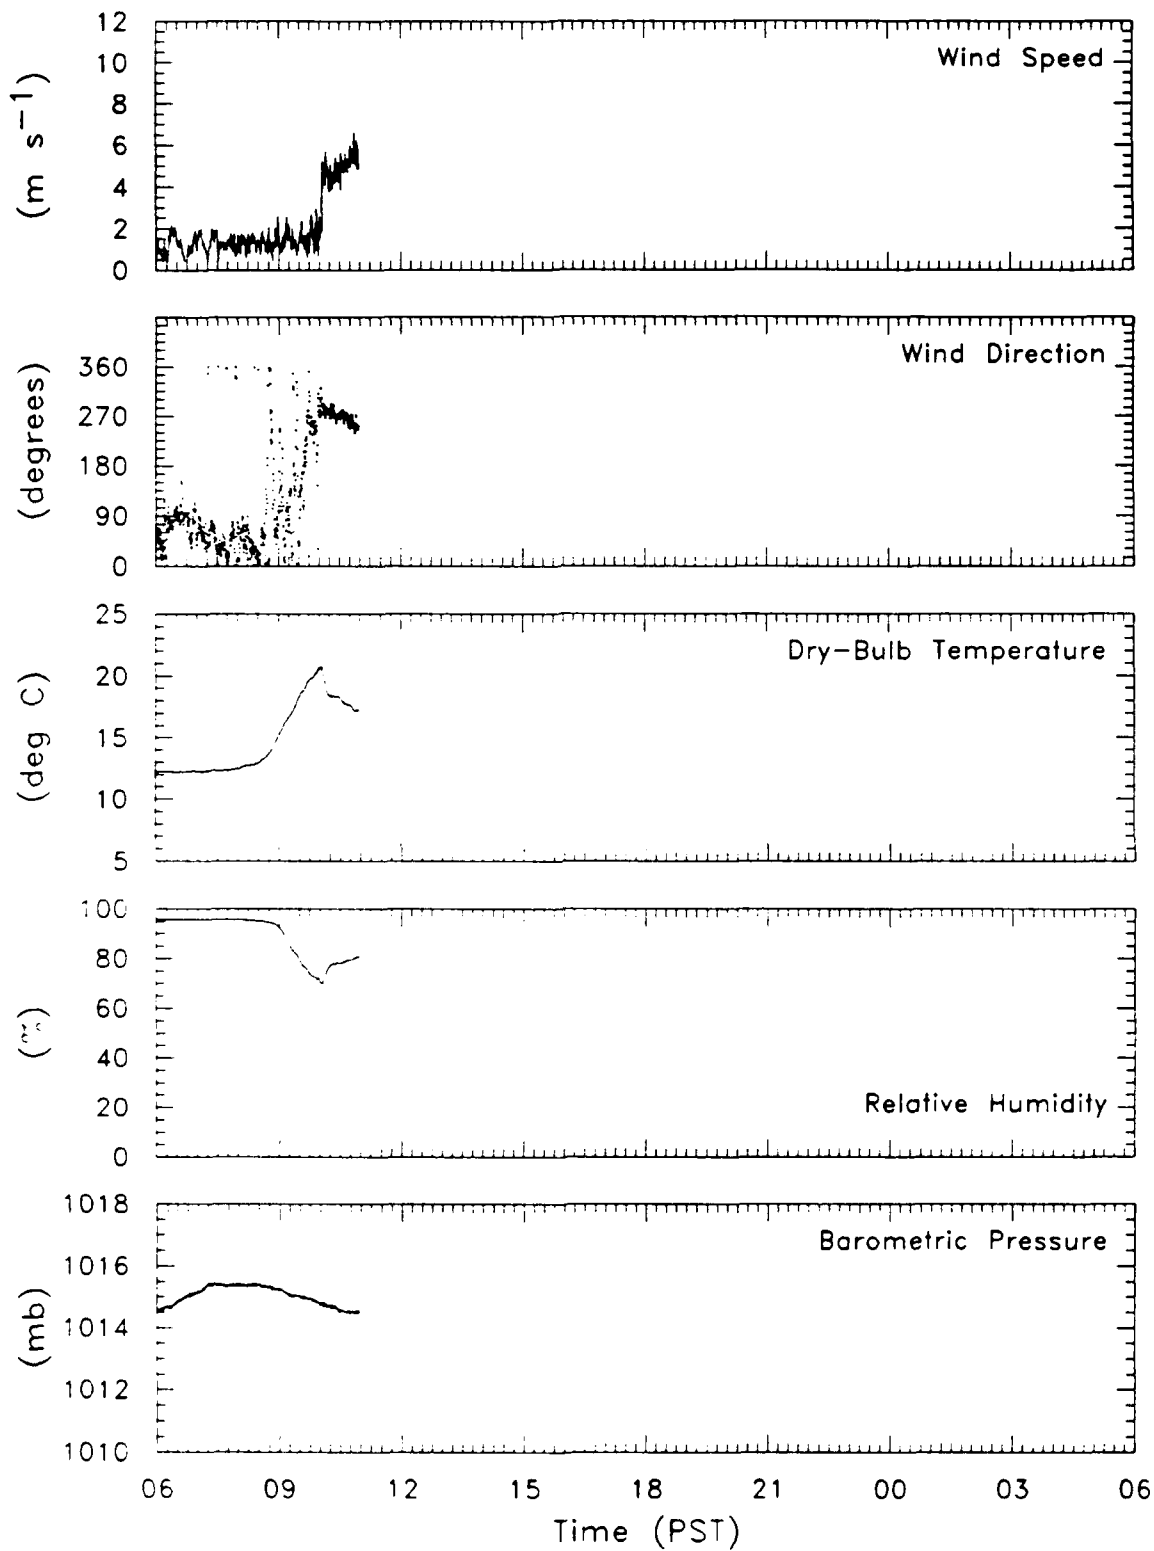 12
10
8
6
4
2
0
(m s−1)
Wind Speed
360
270
180
90
0
(degrees)
Wind Direction
25
20
15
10
5
(deg C)
Dry-Bulb Temperature
100
80
60
40
20
0
(%)
Relative Humidity
1018
1016
1014
1012
1010
(mb)
Barometric Pressure
06 09 12 15 18 21 00 03 06
Time (PST)